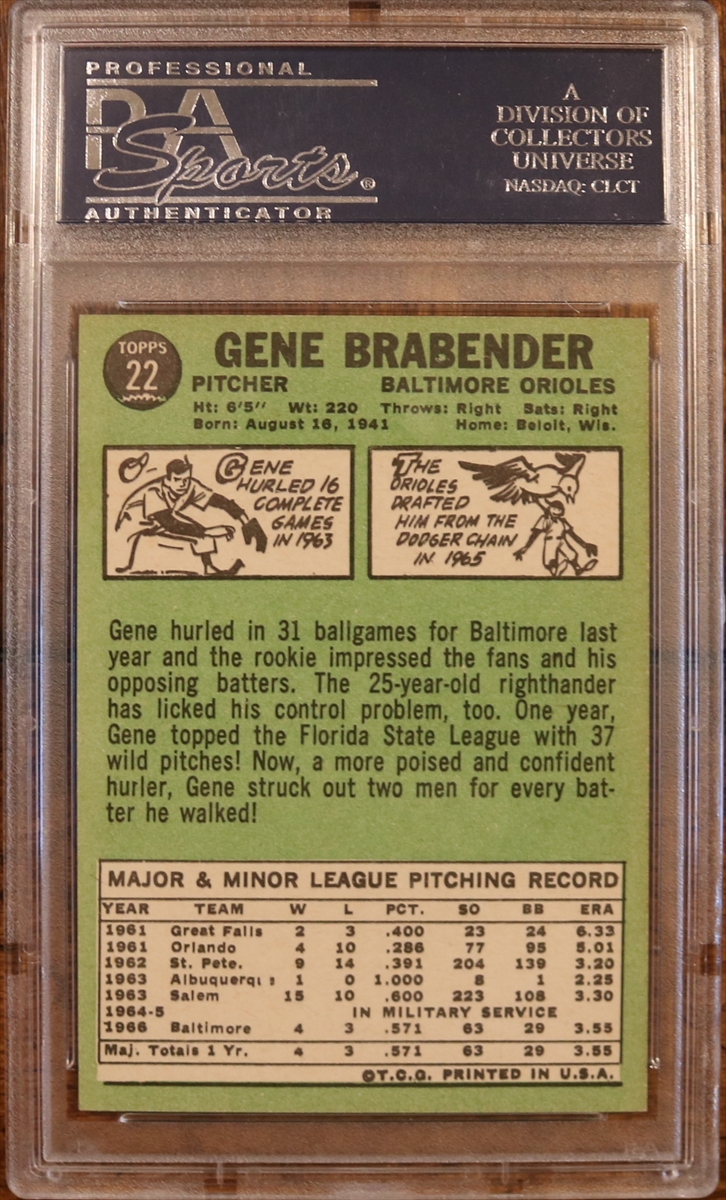 PROFESSIONAL
PSA
Sports®
AUTHENTICATOR
A
DIVISION OF
COLLECTORS
UNIVERSE
NASDAQ: CLCT
TOPPS
22
GENE BRABENDER
PITCHER BALTIMORE ORIOLES
Ht: 6'5" Wt: 220 Throws: Right Bats: Right
Born: August 16, 1941 Home: Beloit, Wis.
GENE
HURLED 16
COMPLETE
GAMES
IN 1963
THE
ORIOLES
DRAFTED
HIM FROM THE
DODGER CHAIN
IN 1965
Gene hurled in 31 ballgames for Baltimore last
year and the rookie impressed the fans and his
opposing batters. The 25-year-old righthander
has licked his control problem, too. One year,
Gene topped the Florida State League with 37
wild pitches! Now, a more poised and confident
hurler, Gene struck out two men for every bat-
ter he walked!
MAJOR & MINOR LEAGUE PITCHING RECORD
YEAR TEAM W L PCT. SO BB ERA
1961 Great Falls 2 3 .400 23 24 6.33
1961 Orlando 4 10 .286 77 95 5.01
1962 St. Pete. 9 14 .391 204 139 3.20
1963 Albuquerque 1 0 1.000 8 1 2.25
1963 Salem 15 10 .600 223 108 3.30
1964-5 IN MILITARY SERVICE
1966 Baltimore 4 3 .571 63 29 3.55
Maj. Totals 1 Yr. 4 3 .571 63 29 3.55
©T.C.G. PRINTED IN U.S.A.